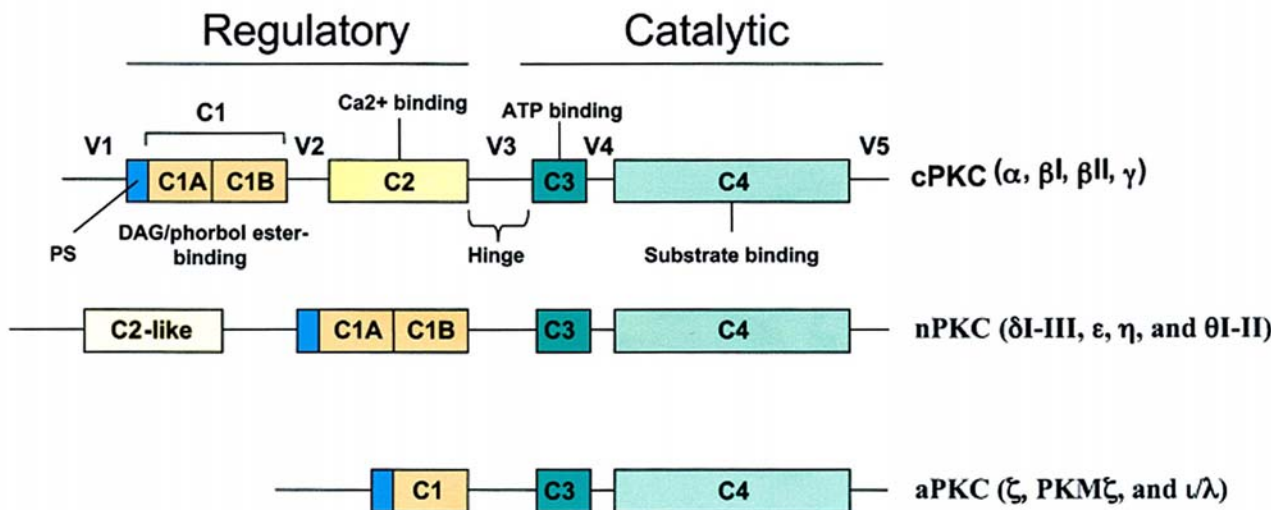 Regulatory Catalytic
Ca2+ binding
C1
ATP binding
V1 V2 V3 V4 V5
C1A C1B C2 C3 C4
cPKC (α, βI, βII, γ)
PS
DAG/phorbol ester-
binding
Hinge
Substrate binding
C2-like C1A C1B C3 C4 nPKC (δI-III, ε, η, and θI-II)
C1 C3 C4 aPKC (ζ, PKMζ, and ι/λ)